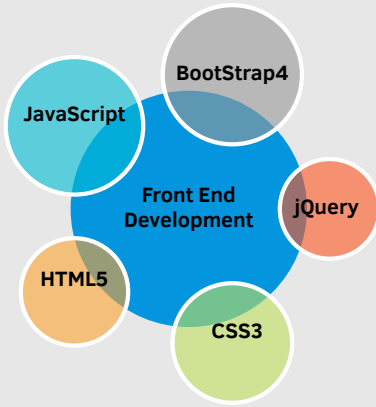 BootStrap4
JavaScript
Front End
Development
jQuery
HTML5
CSS3